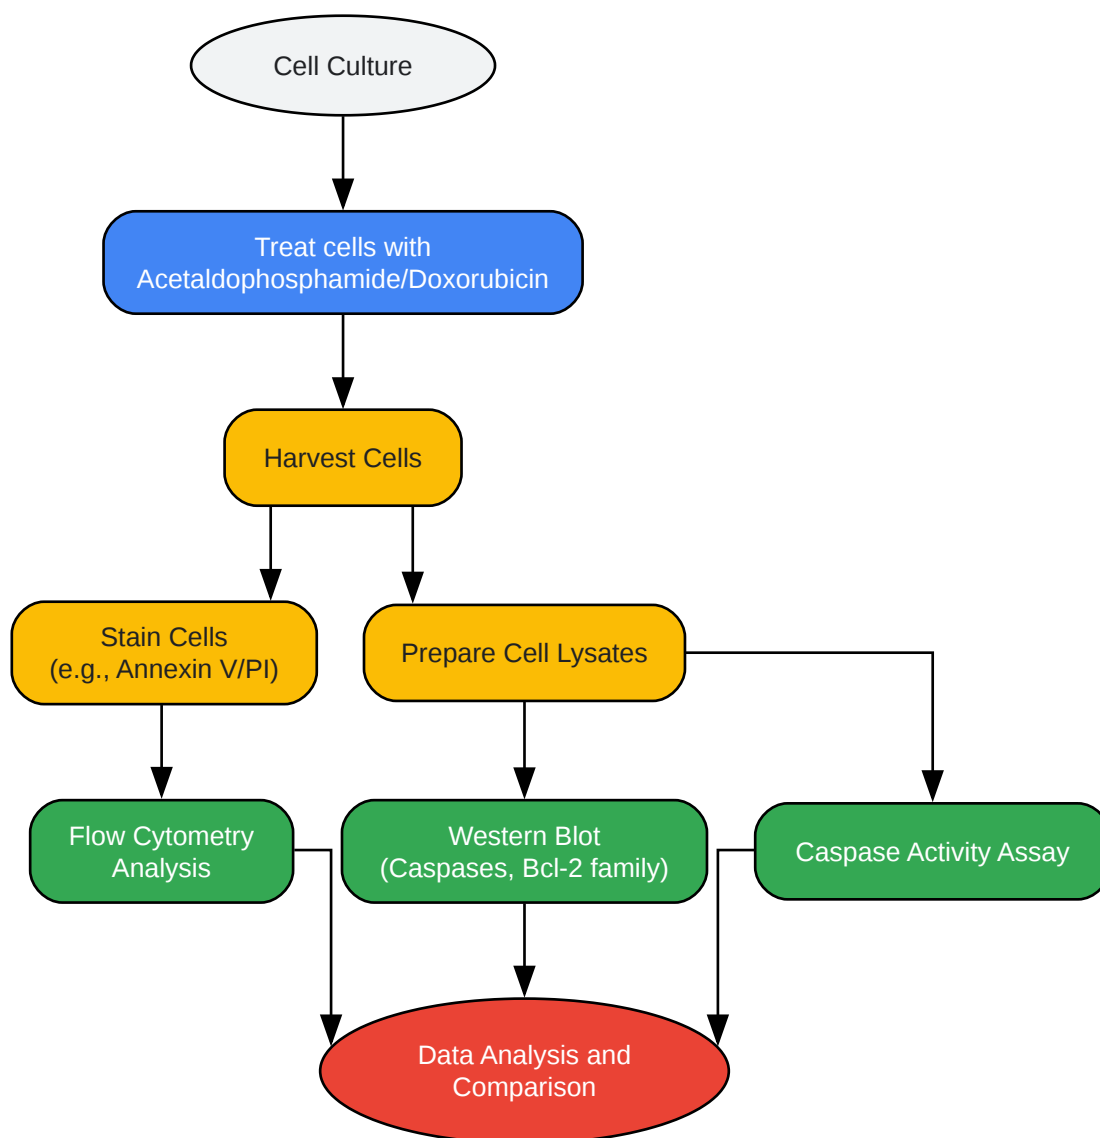 Cell Culture
Treat cells with
Acetaldophosphamide/Doxorubicin
Harvest Cells
Stain Cells
(e.g., Annexin V/PI)
Prepare Cell Lysates
Flow Cytometry
Analysis
Western Blot
(Caspases, Bcl-2 family)
Caspase Activity Assay
Data Analysis and
Comparison